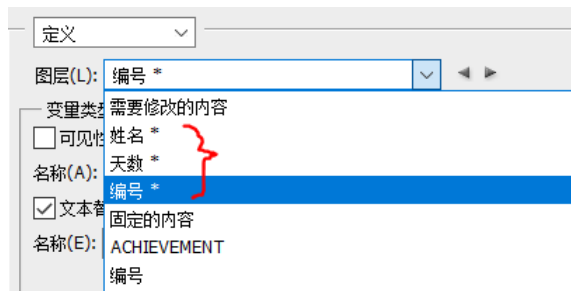 定义
图层(L): 编号 *
变量类型
需要修改的内容
可见性
姓名 *
名称(A):
天数 *
编号 *
文本替
固定的内容
名称(E):
ACHIEVEMENT
编号